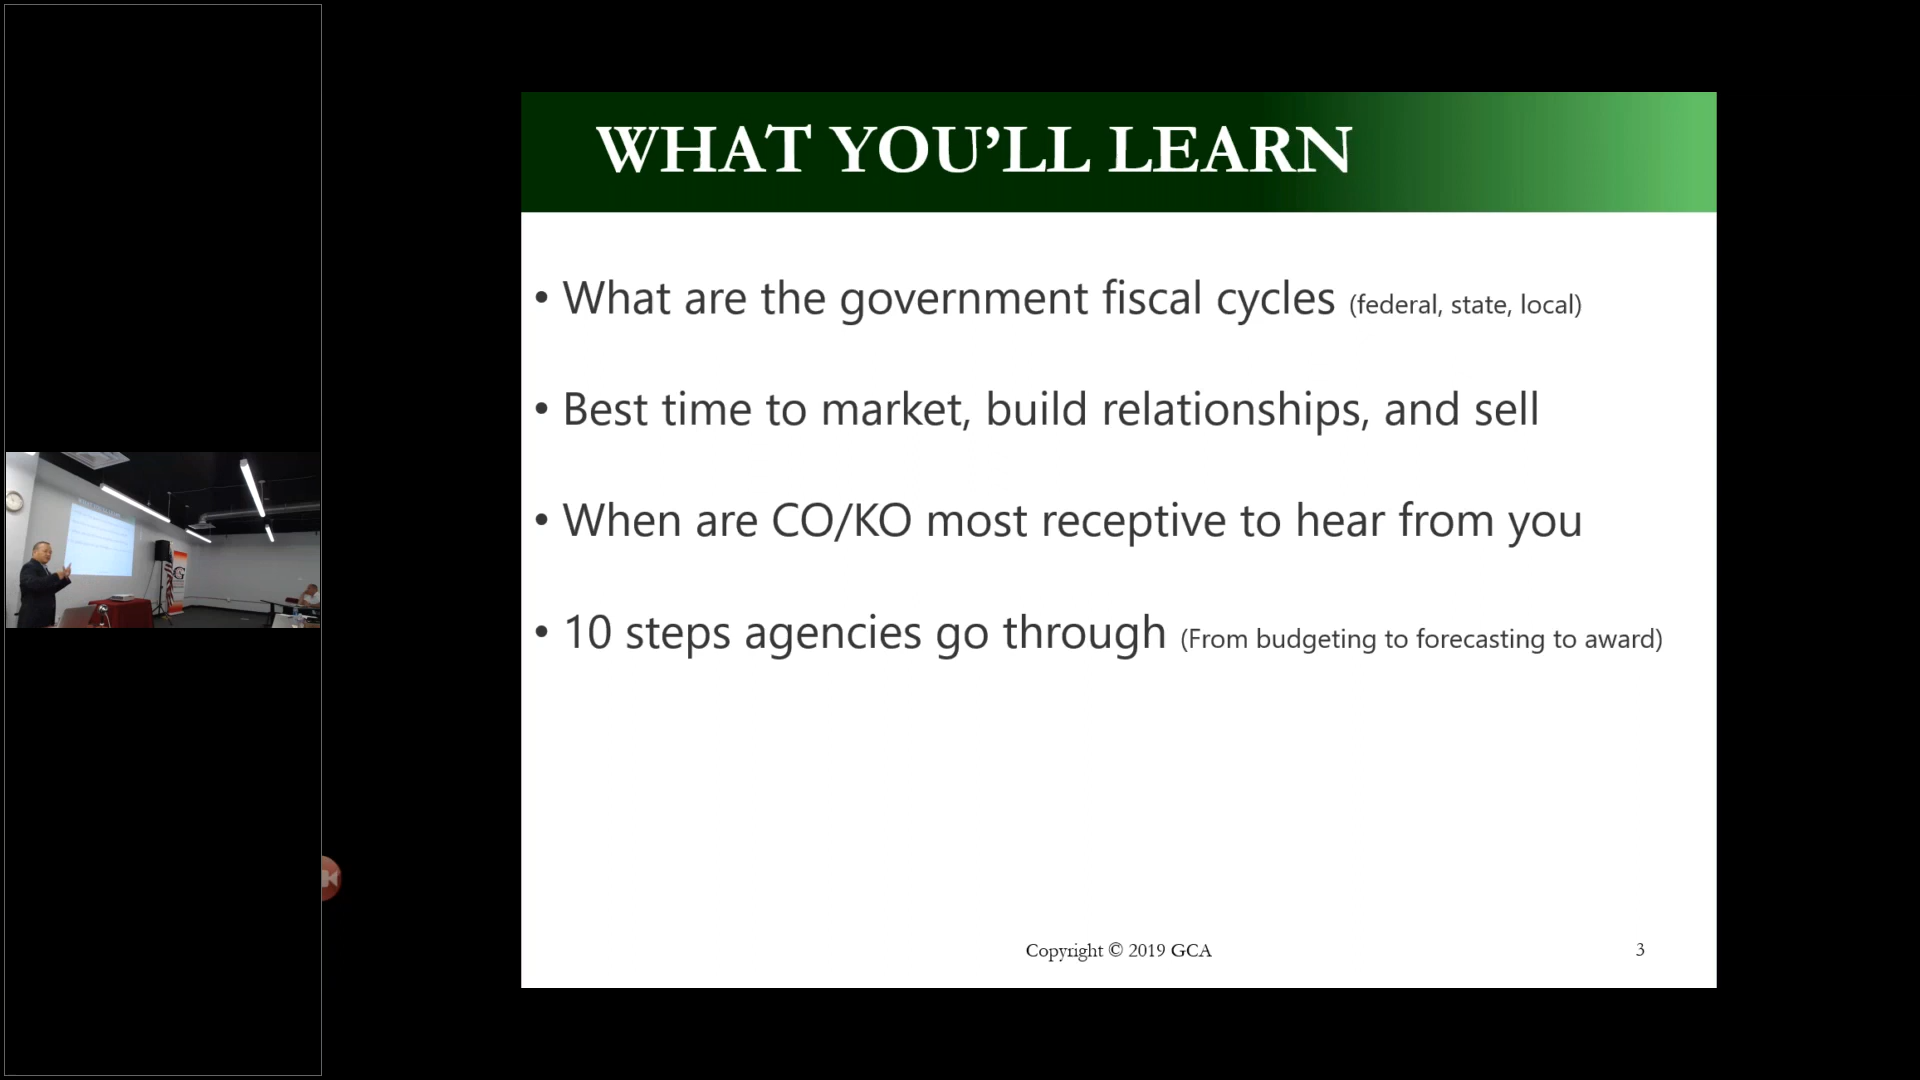 WHAT YOU’LL LEARN
• What are the government fiscal cycles (federal, state, local)
• Best time to market, build relationships, and sell
• When are CO/KO most receptive to hear from you
• 10 steps agencies go through (From budgeting to forecasting to award)
Copyright © 2019 GCA
3